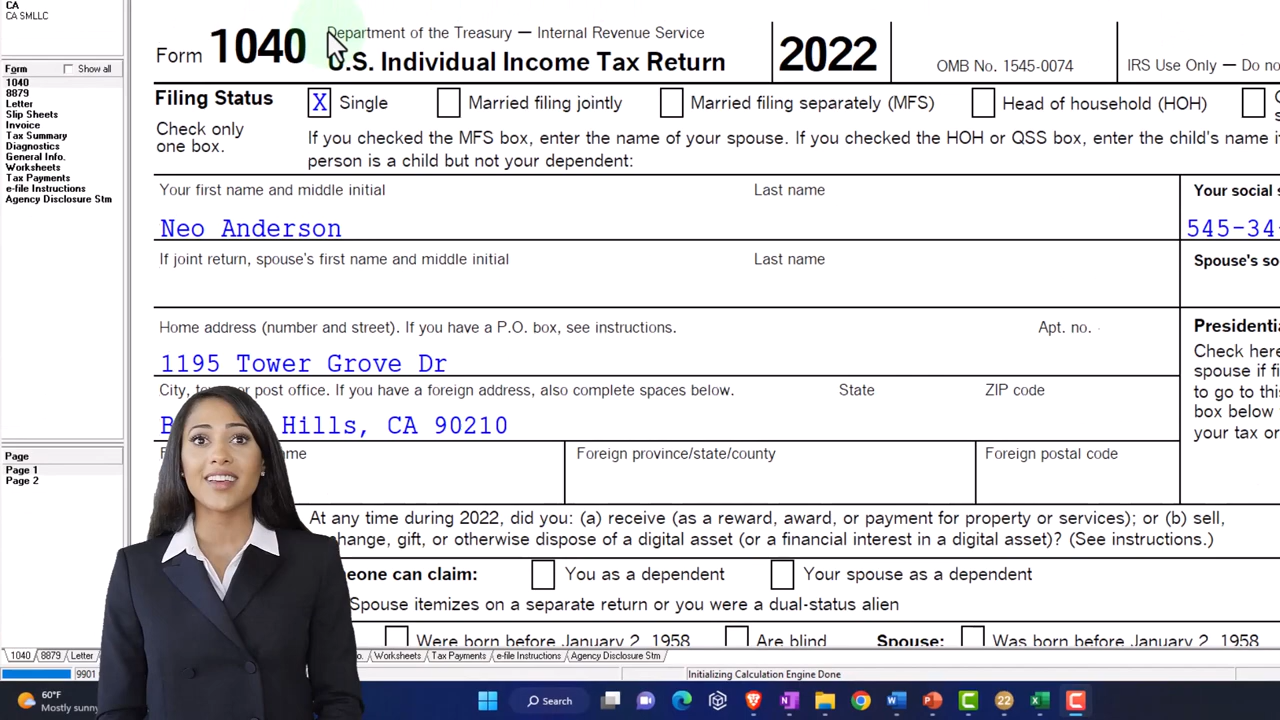 CA
CA SMLLC
Form
Show all
1040
8879
Letter
Slip Sheets
Invoice
Tax Summary
Diagnostics
General Info.
Worksheets
Tax Payments
e-file Instructions
Agency Disclosure Stm
Page
Page 1
Page 2
Form 1040
Department of the Treasury — Internal Revenue Service
U.S. Individual Income Tax Return
2022
OMB No. 1545-0074
IRS Use Only — Do no
Filing Status
Check only
one box.
X Single
Married filing jointly
Married filing separately (MFS)
Head of household (HOH)
If you checked the MFS box, enter the name of your spouse. If you checked the HOH or QSS box, enter the child's name i
person is a child but not your dependent:
Your first name and middle initial
Last name
Your social s
Neo Anderson
545-34-
If joint return, spouse's first name and middle initial
Last name
Spouse's so
Home address (number and street). If you have a P.O. box, see instructions.
Apt. no.
1195 Tower Grove Dr
Presidentia
Check here
spouse if fi
to go to this
box below
your tax or
City, or post office. If you have a foreign address, also complete spaces below.
State
ZIP code
Hills, CA 90210
Foreign province/state/county
Foreign postal code
At any time during 2022, did you: (a) receive (as a reward, award, or payment for property or services); or (b) sell,
change, gift, or otherwise dispose of a digital asset (or a financial interest in a digital asset)? (See instructions.)
eone can claim:
You as a dependent
Your spouse as a dependent
Spouse itemizes on a separate return or you were a dual-status alien
Were born before January 2, 1958
Are blind
Spouse:
Was born before January 2, 1958
1040
8879
Letter
Worksheets
Tax Payments
e-file Instructions
Agency Disclosure Stm
9901
Initializing Calculation Engine Done
60°F
Mostly sunny
Search
22